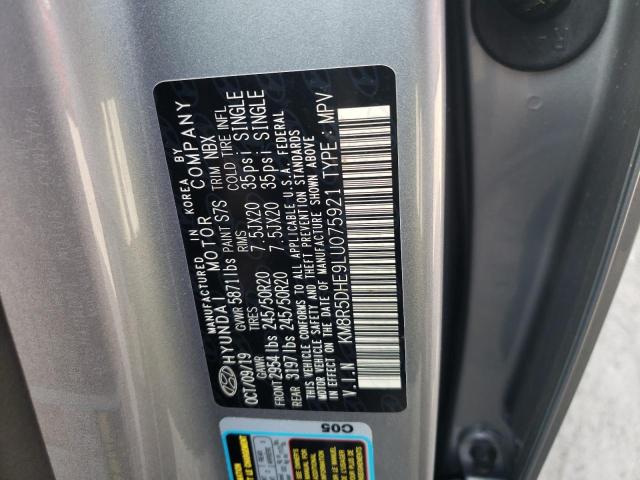 MANUFACTURED IN KOREA BY
HYUNDAI MOTOR COMPANY
OCT/09/19 GVWR 5871 lbs PAINT S7S TRIM NBX
GAWR TIRES RIMS COLD TIRE INFL
FRONT 2954 lbs 245/50R20 7.5JX20 35psi SINGLE
REAR 3197 lbs 245/50R20 7.5JX20 35psi SINGLE
THIS VEHICLE CONFORMS TO ALL APPLICABLE U.S.A. FEDERAL
MOTOR VEHICLE SAFETY AND THEFT PREVENTION STANDARDS
IN EFFECT ON THE DATE OF MANUFACTURE SHOWN ABOVE
V.I.N KM8R5DHE9LU075921 TYPE : MPV
C05